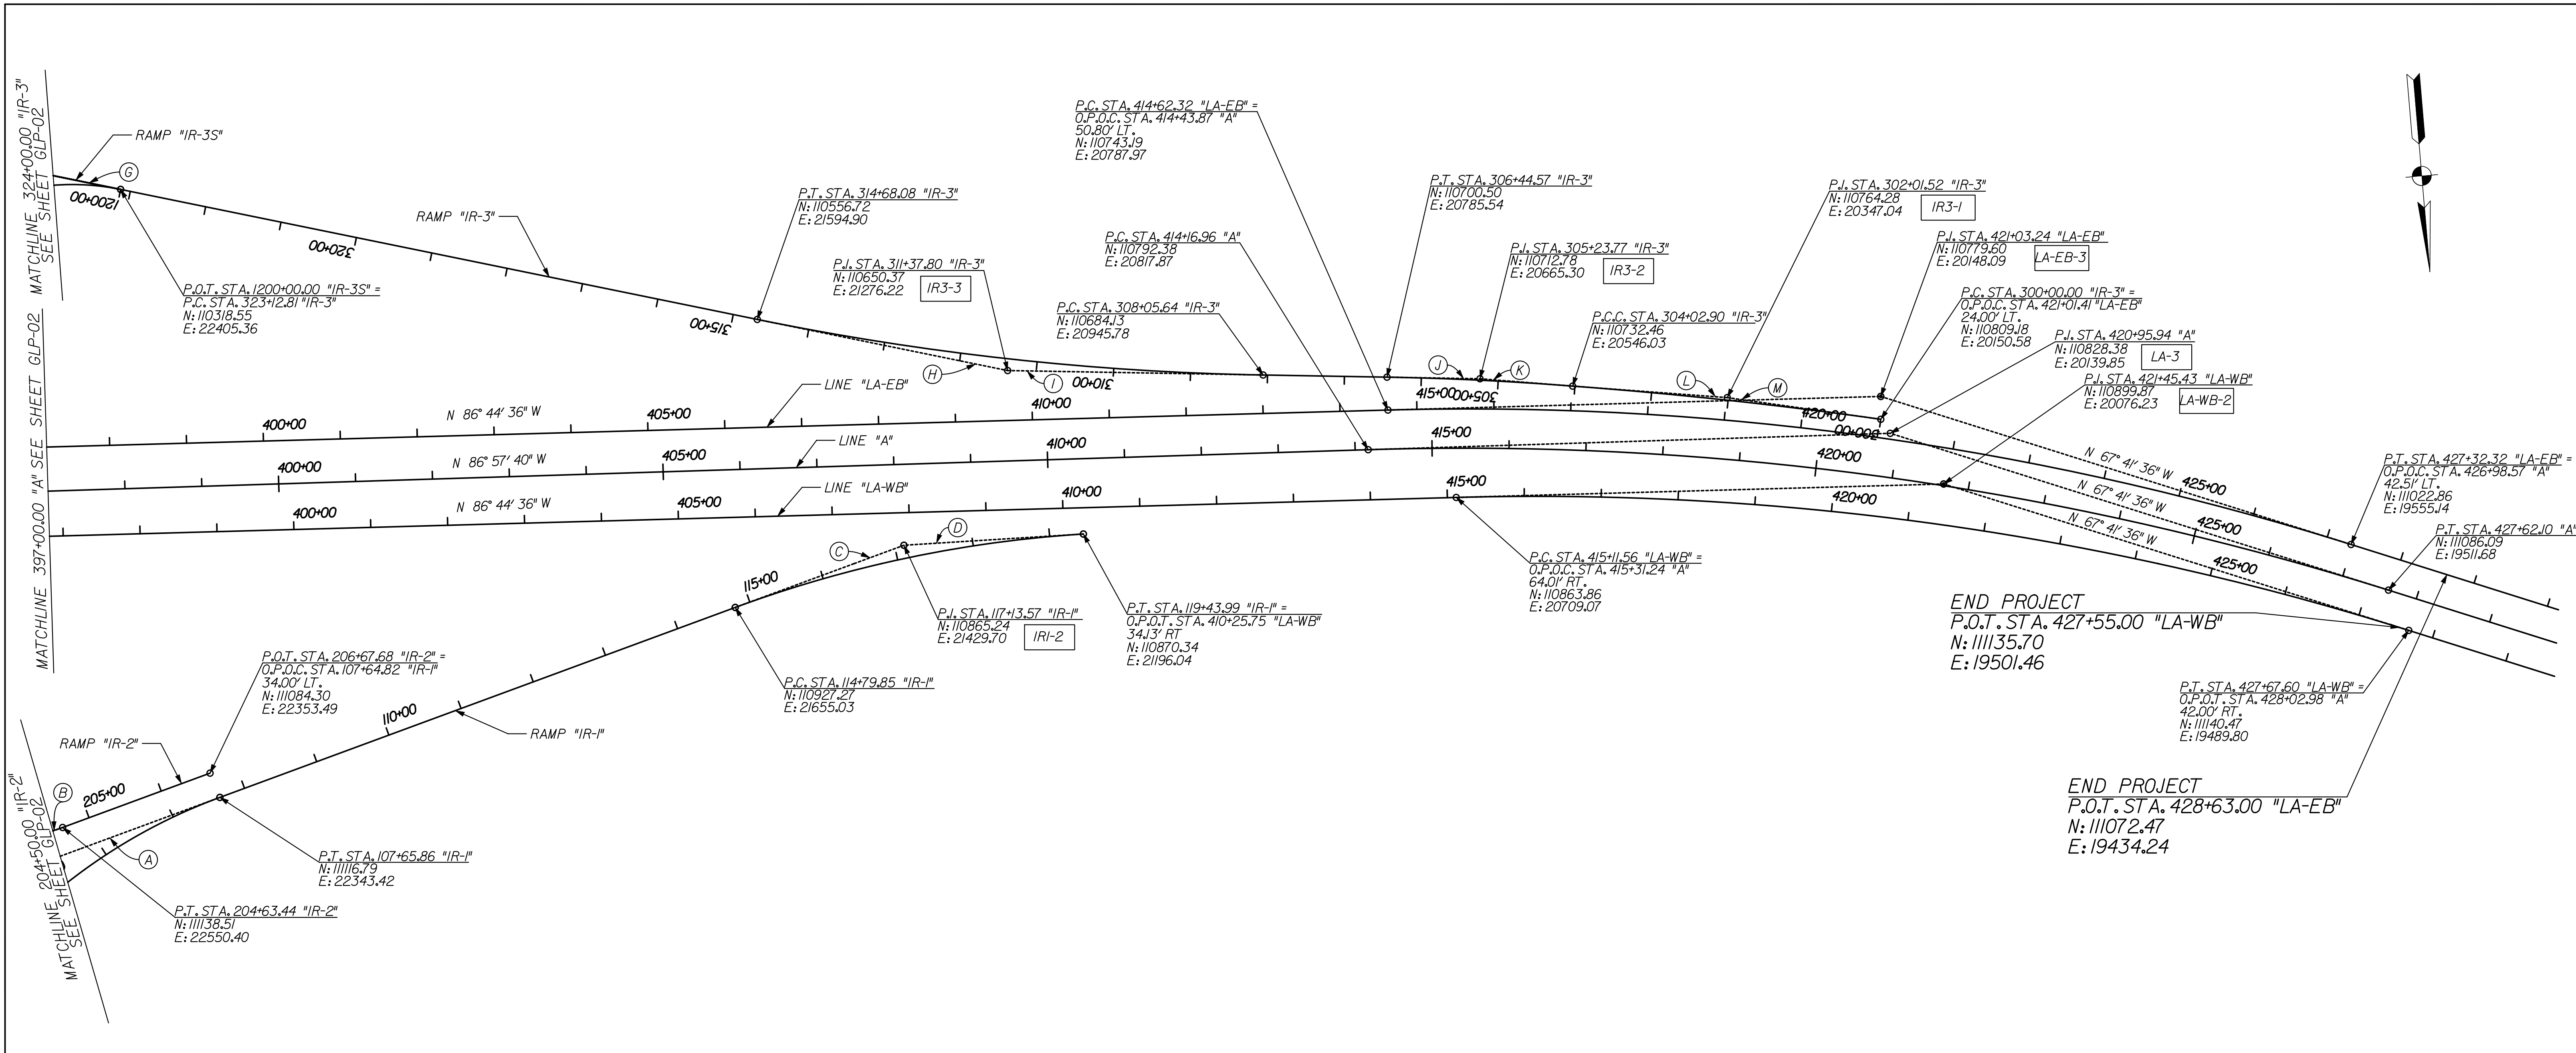 MATCHLINE 324+00.00 "IR-3"
SEE SHEET GLP-02
RAMP "IR-3S"
G
1200+00
P.O.T. STA. 1200+00.00 "IR-3S" =
P.C. STA. 323+12.81 "IR-3"
N: 110318.55
E: 22405.36
RAMP "IR-3"
320+00
315+00
P.T. STA. 314+68.08 "IR-3"
N: 110556.72
E: 21594.90
P.I. STA. 311+37.80 "IR-3"
N: 110650.37
E: 21276.22
IR3-3
H
I
310+00
P.C. STA. 308+05.64 "IR-3"
N: 110684.13
E: 20945.78
P.C. STA. 414+16.96 "A"
N: 110792.38
E: 20817.87
P.C. STA. 414+62.32 "LA-EB" =
O.P.O.C. STA. 414+43.87 "A"
50.80' LT.
N: 110743.19
E: 20787.97
P.T. STA. 306+44.57 "IR-3"
N: 110700.50
E: 20785.54
P.I. STA. 305+23.77 "IR-3"
N: 110712.78
E: 20665.30
IR3-2
J
K
305+00
P.C.C. STA. 304+02.90 "IR-3"
N: 110732.46
E: 20546.03
L
M
P.I. STA. 302+01.52 "IR-3"
N: 110764.28
E: 20347.04
IR3-1
P.I. STA. 421+03.24 "LA-EB"
N: 110779.60
E: 20148.09
LA-EB-3
P.C. STA. 300+00.00 "IR-3" =
O.P.O.C. STA. 421+01.41 "LA-EB"
24.00' LT.
N: 110809.18
E: 20150.58
300+00
P.I. STA. 420+95.94 "A"
N: 110828.38
E: 20139.85
LA-3
P.I. STA. 421+45.43 "LA-WB"
N: 110899.87
E: 20076.23
LA-WB-2
MATCHLINE 397+00.00 "A" SEE SHEET GLP-02
400+00
N 86° 44' 36" W
405+00
LINE "LA-EB"
410+00
415+00
420+00
N 67° 41' 36" W
425+00
400+00
N 86° 57' 40" W
405+00
LINE "A"
410+00
415+00
420+00
N 67° 41' 36" W
425+00
400+00
N 86° 44' 36" W
405+00
LINE "LA-WB"
410+00
415+00
420+00
N 67° 41' 36" W
425+00
P.T. STA. 427+32.32 "LA-EB" =
O.P.O.C. STA. 426+98.57 "A"
42.51' LT.
N: 111022.86
E: 19555.14
P.T. STA. 427+62.10 "A"
N: 111086.09
E: 19511.68
C
D
115+00
P.I. STA. 117+13.57 "IR-1"
N: 110865.24
E: 21429.70
IR1-2
P.T. STA. 119+43.99 "IR-1" =
O.P.O.T. STA. 410+25.75 "LA-WB"
34.13' RT
N: 110870.34
E: 21196.04
P.C. STA. 415+11.56 "LA-WB" =
O.P.O.C. STA. 415+31.24 "A"
64.01' RT.
N: 110863.86
E: 20709.07
END PROJECT
P.O.T. STA. 427+55.00 "LA-WB"
N: 111135.70
E: 19501.46
P.T. STA. 427+67.60 "LA-WB" =
O.P.O.T. STA. 428+02.98 "A"
42.00' RT.
N: 111140.47
E: 19489.80
END PROJECT
P.O.T. STA. 428+63.00 "LA-EB"
N: 111072.47
E: 19434.24
P.C. STA. 114+79.85 "IR-1"
N: 110927.27
E: 21655.03
P.O.T. STA. 206+67.68 "IR-2" =
O.P.O.C. STA. 107+64.82 "IR-1"
34.00' LT.
N: 111084.30
E: 22353.49
110+00
RAMP "IR-1"
RAMP "IR-2"
B
205+00
A
MATCHLINE 204+50.00 "IR-2"
SEE SHEET GLP-02
P.T. STA. 107+65.86 "IR-1"
N: 111116.79
E: 22343.42
P.T. STA. 204+63.44 "IR-2"
N: 111138.51
E: 22550.40